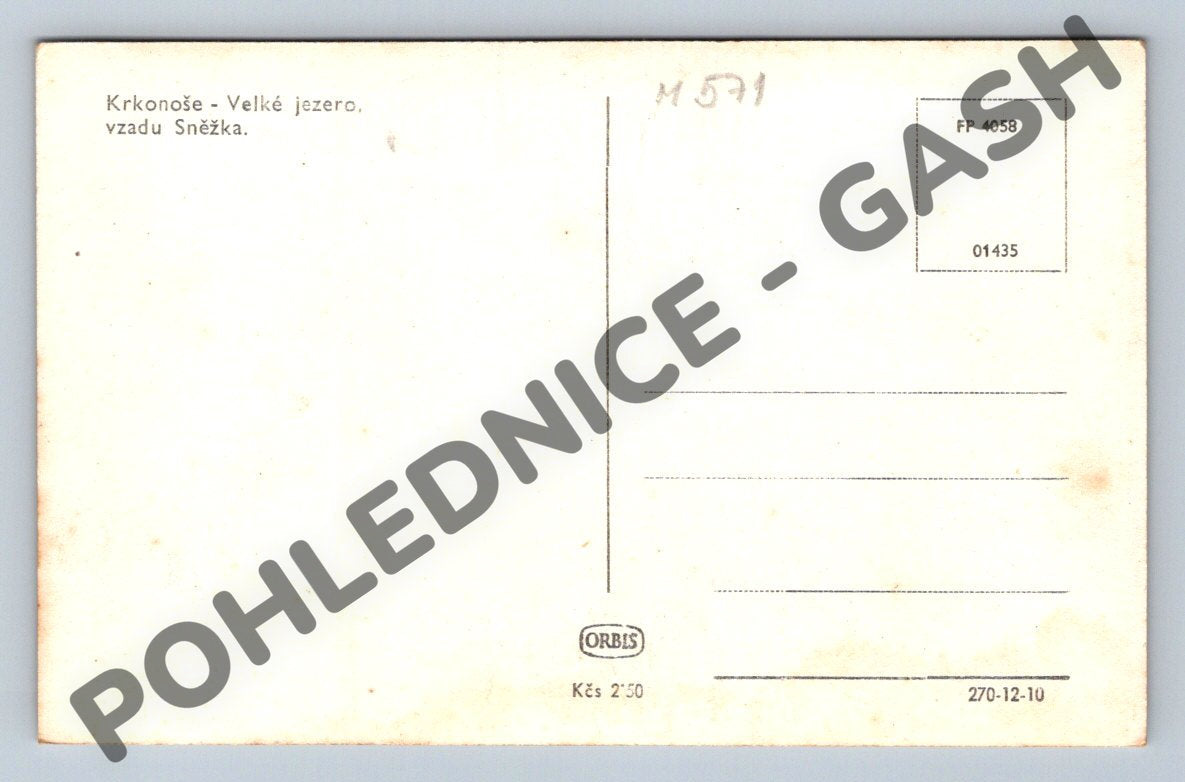 Krkonoše - Velké jezero,
vzadu Sněžka.
M 571
FP 4058
01435
POHLEDNICE - GASH
ORBIS
Kčs 2˙50
270-12-10